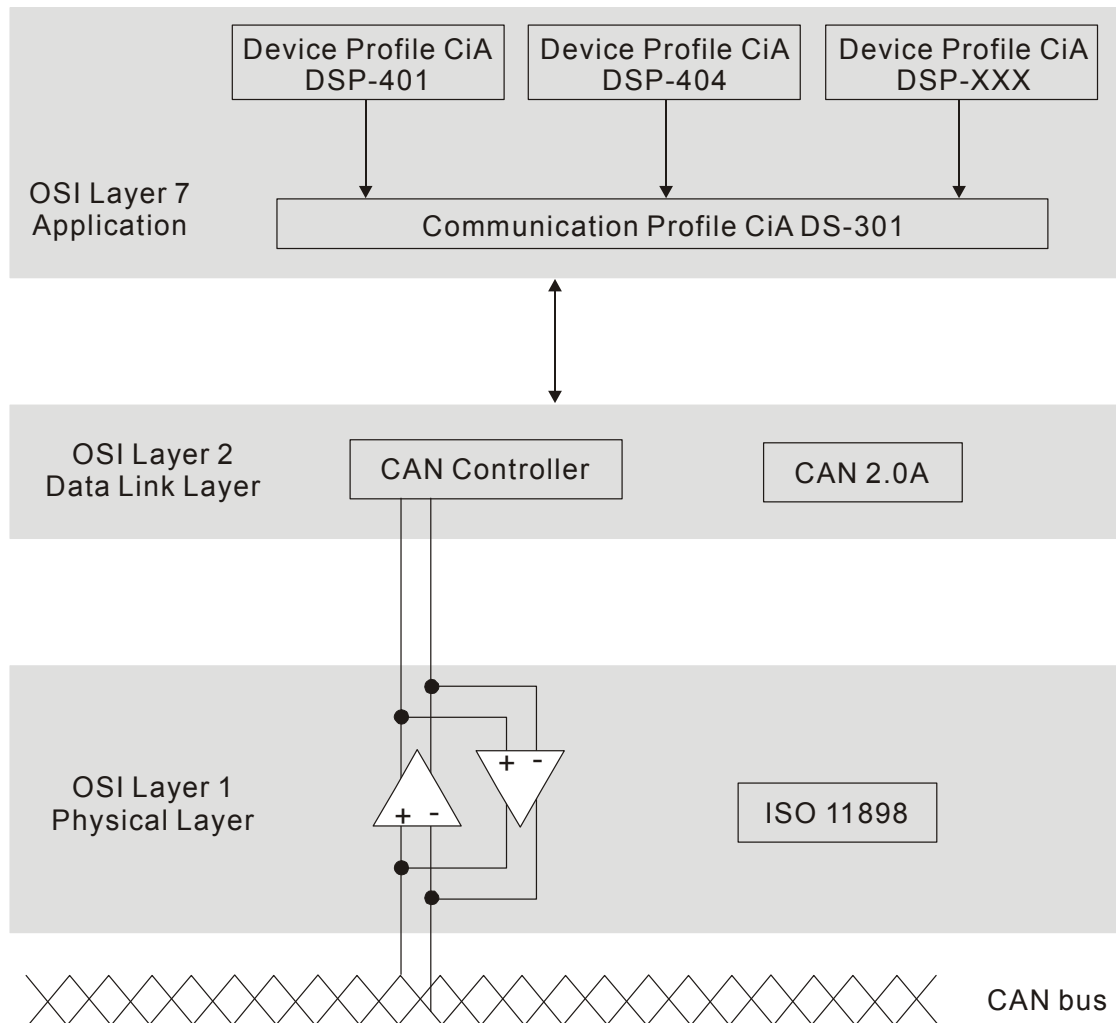 Device Profile CiA
DSP-401
Device Profile CiA
DSP-404
Device Profile CiA
DSP-XXX
OSI Layer 7
Application
Communication Profile CiA DS-301
OSI Layer 2
Data Link Layer
CAN Controller
CAN 2.0A
OSI Layer 1
Physical Layer
+ -
+ -
ISO 11898
CAN bus